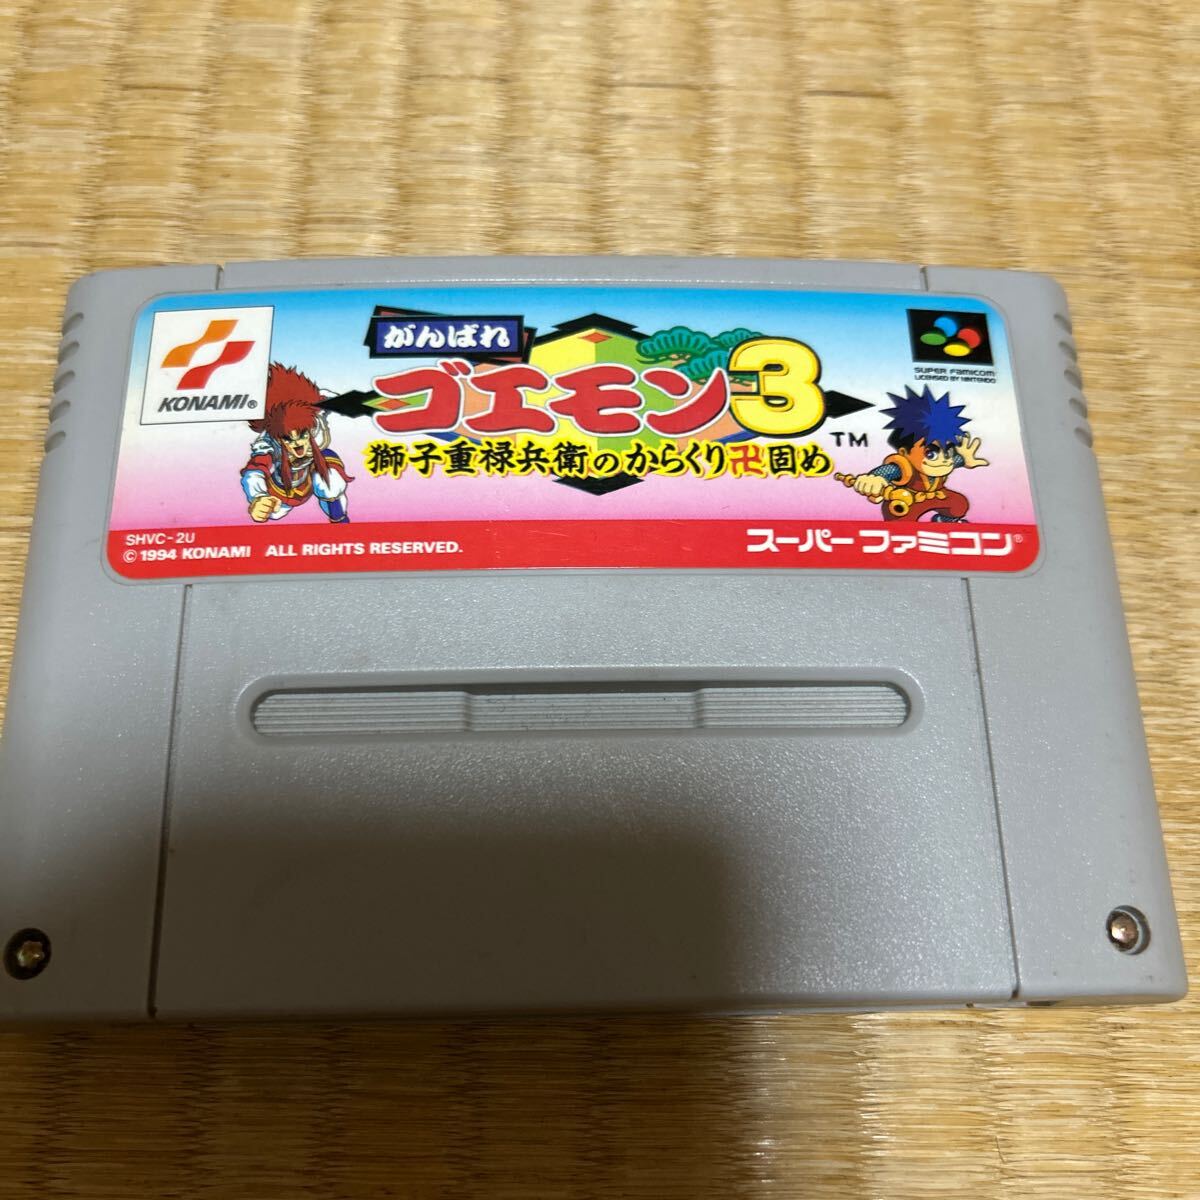 KONAMI®
がんばれ
ゴエモン3
TM
獅子重禄兵衛のからくり卍固め
SUPER FAMICOM
LICENSED BY NINTENDO
SHVC-2U
© 1994 KONAMI ALL RIGHTS RESERVED.
スーパーファミコン®